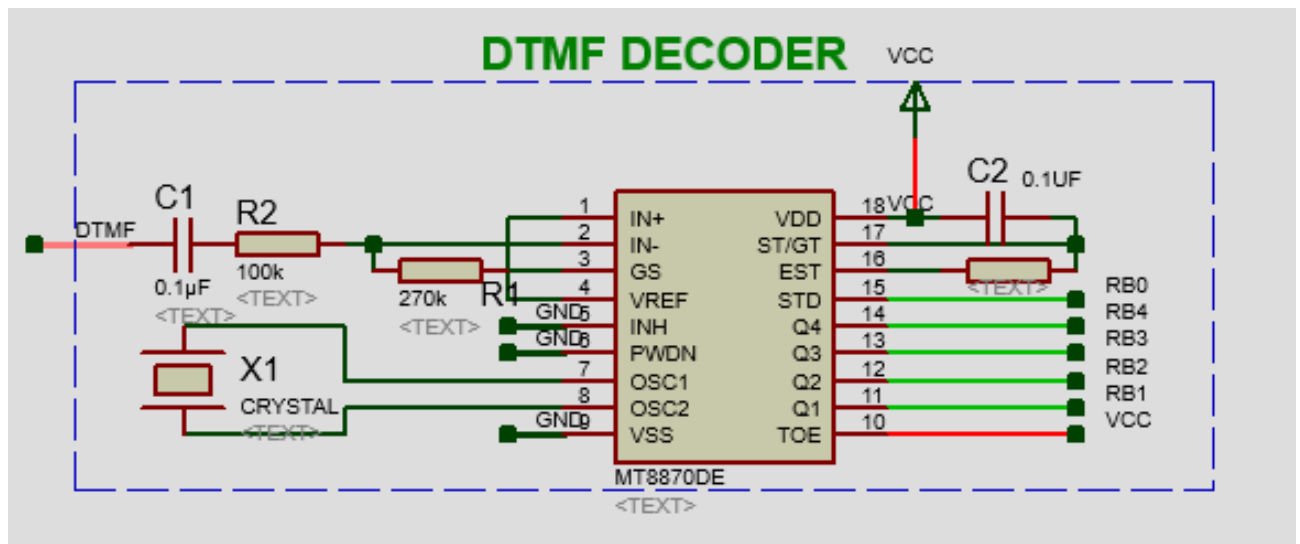 DTMF DECODER
VCC
C1
DTMF
0.1µF
<TEXT>
R2
100k
<TEXT>
270k
R1
<TEXT>
X1
CRYSTAL
<TEXT>
GND
GND
GND
1
2
3
4
5
6
7
8
9
IN+
IN-
GS
VREF
INH
PWDN
OSC1
OSC2
VSS
VDD
ST/GT
EST
STD
Q4
Q3
Q2
Q1
TOE
18
17
16
15
14
13
12
11
10
MT8870DE
<TEXT>
VCC
C2
0.1UF
<TEXT>
RB0
RB4
RB3
RB2
RB1
VCC